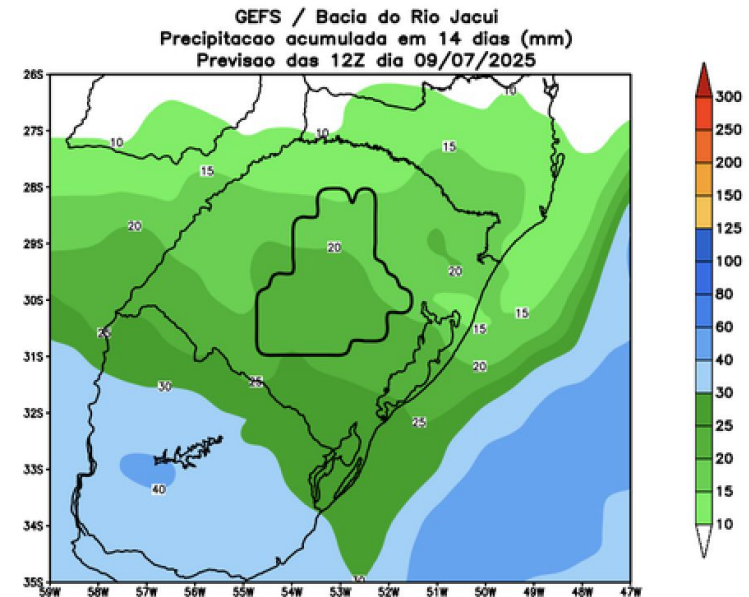 GEFS / Bacia do Rio Jacui
Precipitacao acumulada em 14 dias (mm)
Previsao das 12Z dia 09/07/2025
26S
27S
28S
29S
30S
31S
32S
33S
34S
35S
59W
58W
57W
56W
55W
54W
53W
52W
51W
50W
49W
48W
47W
10
10
10
15
15
20
20
20
15
15
25
20
30
25
25
40
30
300
250
200
150
125
100
80
60
40
30
25
20
15
10